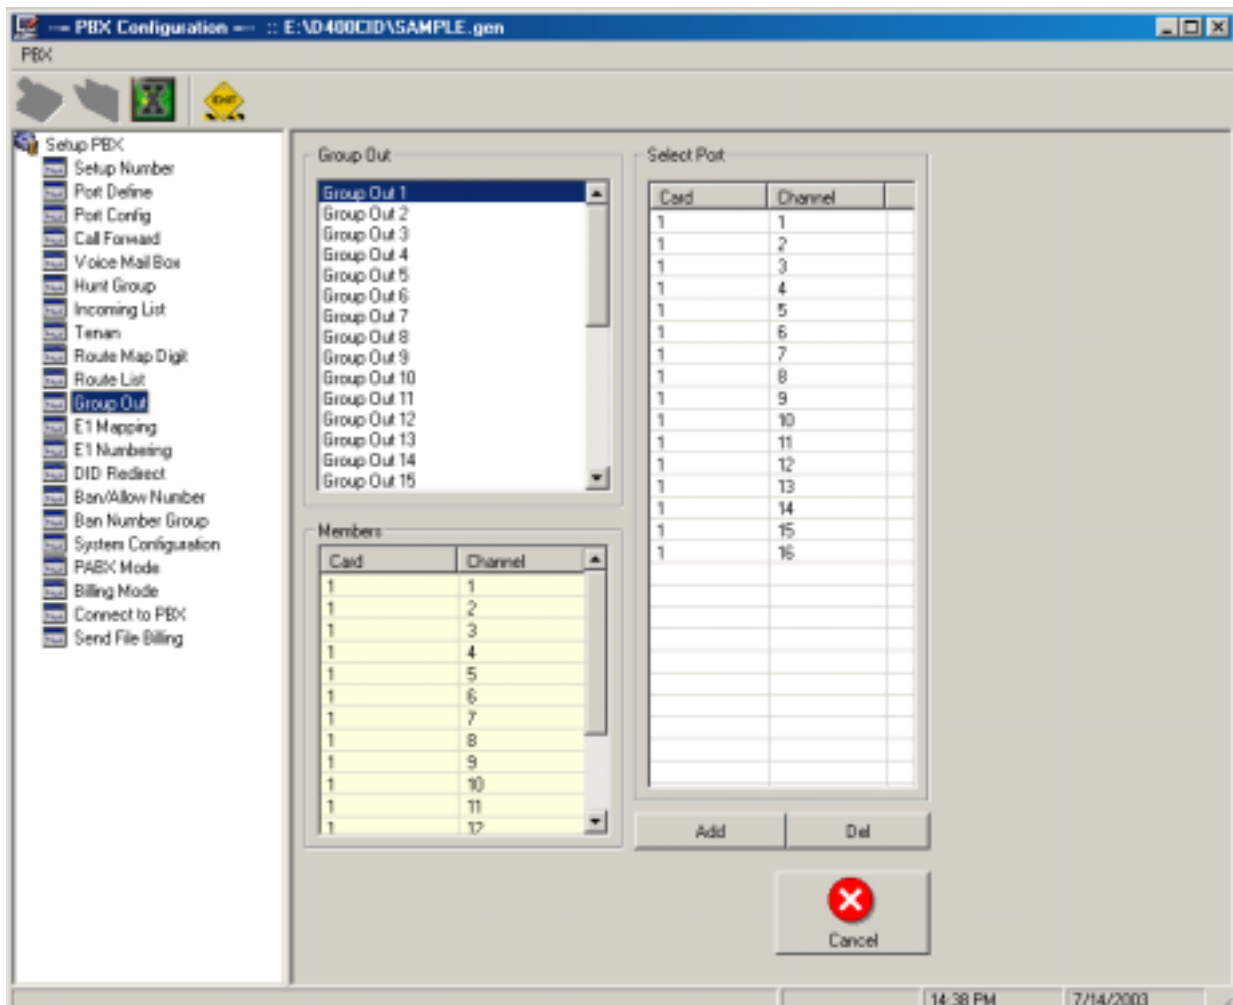 --- PBX Configuration --- :: E:\D400CID\SAMPLE.gen
PBX
EXIT
Setup PBX
Setup Number
Port Define
Port Config
Call Forward
Voice Mail Box
Hunt Group
Incoming List
Tenan
Route Map Digit
Route List
Group Out
E1 Mapping
E1 Numbering
DID Redirect
Ban/Allow Number
Ban Number Group
System Configuration
PABX Mode
Billing Mode
Connect to PBX
Send File Billing
Group Out
Group Out 1
Group Out 2
Group Out 3
Group Out 4
Group Out 5
Group Out 6
Group Out 7
Group Out 8
Group Out 9
Group Out 10
Group Out 11
Group Out 12
Group Out 13
Group Out 14
Group Out 15
Members
Card Channel
1 1
1 2
1 3
1 4
1 5
1 6
1 7
1 8
1 9
1 10
1 11
1 12
Select Port
Card Channel
1 1
1 2
1 3
1 4
1 5
1 6
1 7
1 8
1 9
1 10
1 11
1 12
1 13
1 14
1 15
1 16
Add Del
Cancel
14:38 PM 7/14/2003